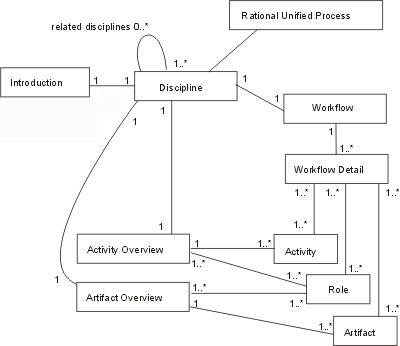 Rational Unified Process
related disciplines 0..*
1..*
Introduction
1
1
Discipline
1
1
Workflow
1
1
1
1..*
Workflow Detail
1..*
1..*
1..*
1..*
1
Activity Overview
1
1..*
Activity
1..*
1..*
Role
1
Artifact Overview
1..*
1..*
1
1..*
1..*
Artifact